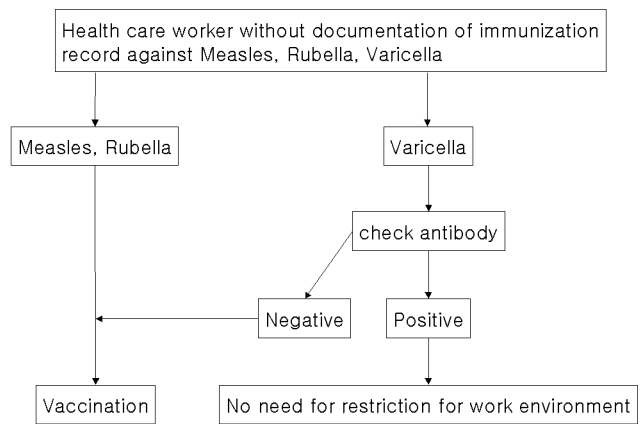 Health care worker without documentation of immunization
record against Measles, Rubella, Varicella
Measles, Rubella
Varicella
check antibody
Negative
Positive
Vaccination
No need for restriction for work environment